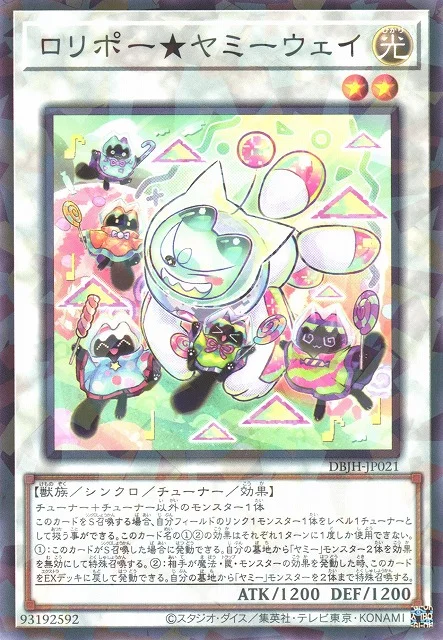 ロリポー★ヤミーウェイ
光
DBJH-JP021
【獣族／シンクロ／チューナー／効果】
チューナー＋チューナー以外のモンスター1体
このカードをS召喚する場合、自分フィールドのリンク1モンスター1体をレベル1チューナーと
して扱う事ができる。このカード名の①②の効果はそれぞれ1ターンに1度しか使用できない。
①：このカードがS召喚した場合に発動できる。自分の墓地から「ヤミー」モンスター2体を効果
を無効にして特殊召喚する。②：相手が魔法・罠・モンスターの効果を発動した時、このカード
をEXデッキに戻して発動できる。自分の墓地から「ヤミー」モンスターを2体まで特殊召喚する。
ATK/1200 DEF/1200
93192592
©スタジオ・ダイス/集英社・テレビ東京・KONAMI